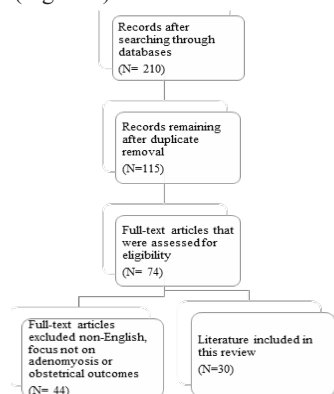 Records after
searching through
databases
(N= 210)
Records remaining
after duplicate
removal
(N=115)
Full-text articles that
were assessed for
eligibility
(N= 74)
Full-text articles
excluded non-English,
focus not on
adenomyosis or
obstetrical outcomes
(N= 44)
Literature included in
this review
(N=30)